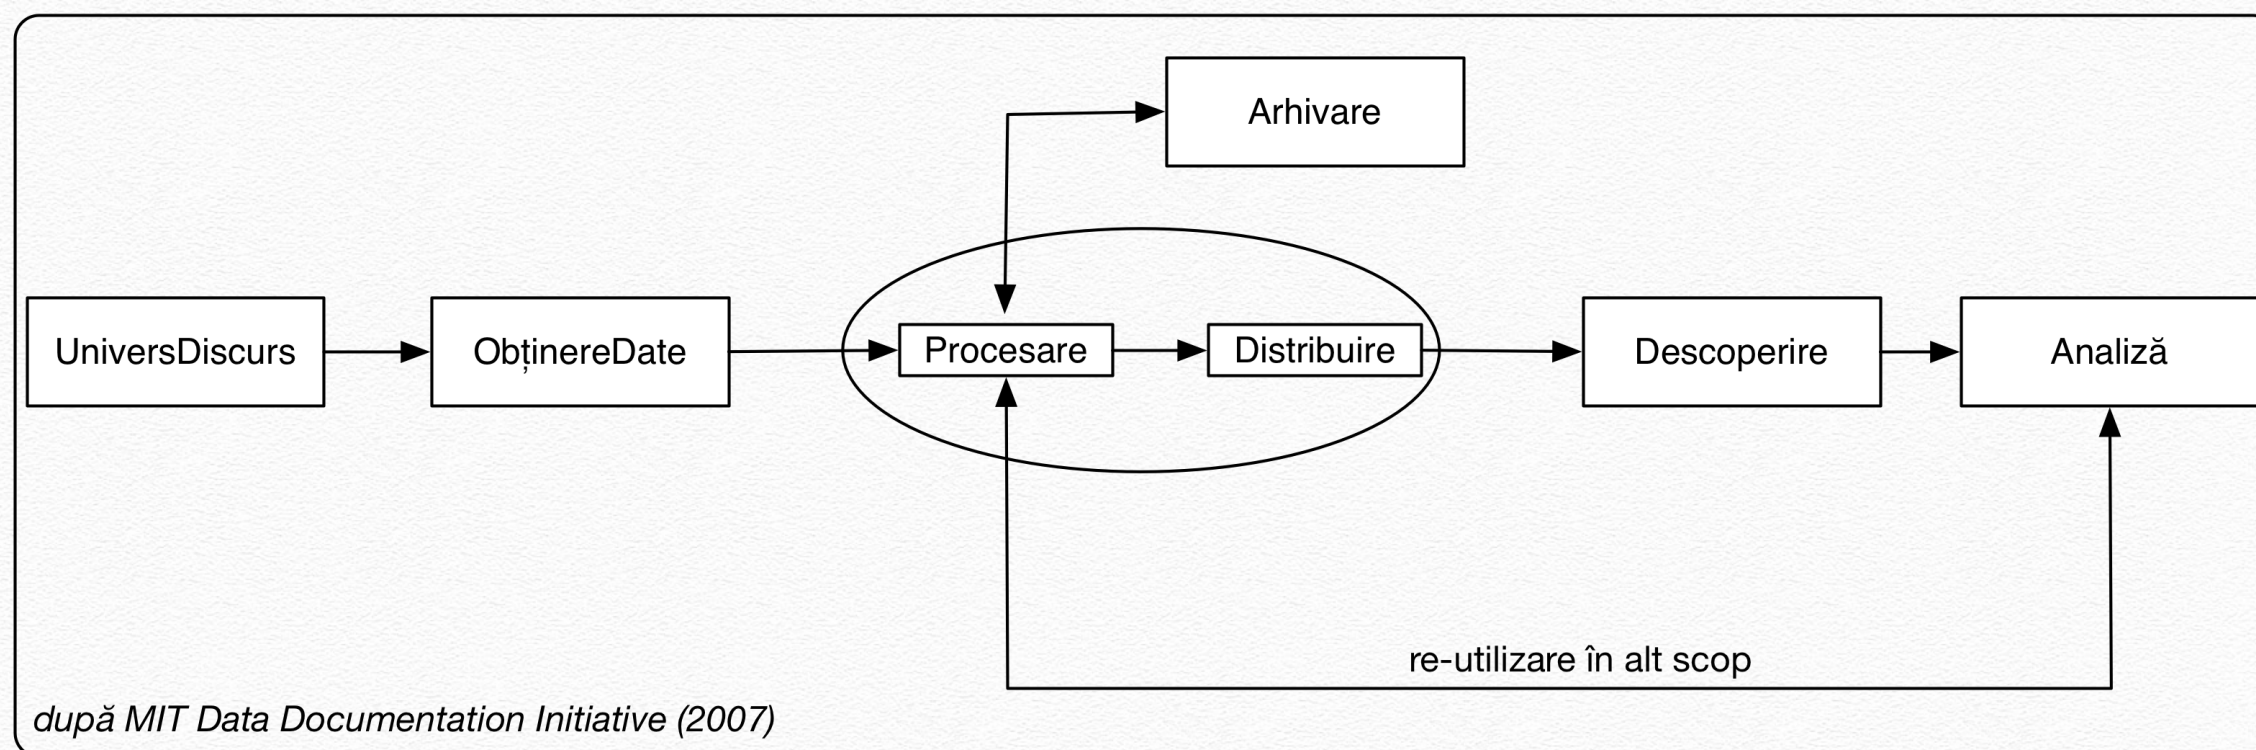 Arhivare
UniversDiscurs
ObținereDate
Procesare
Distribuire
Descoperire
Analiză
re-utilizare în alt scop
după MIT Data Documentation Initiative (2007)